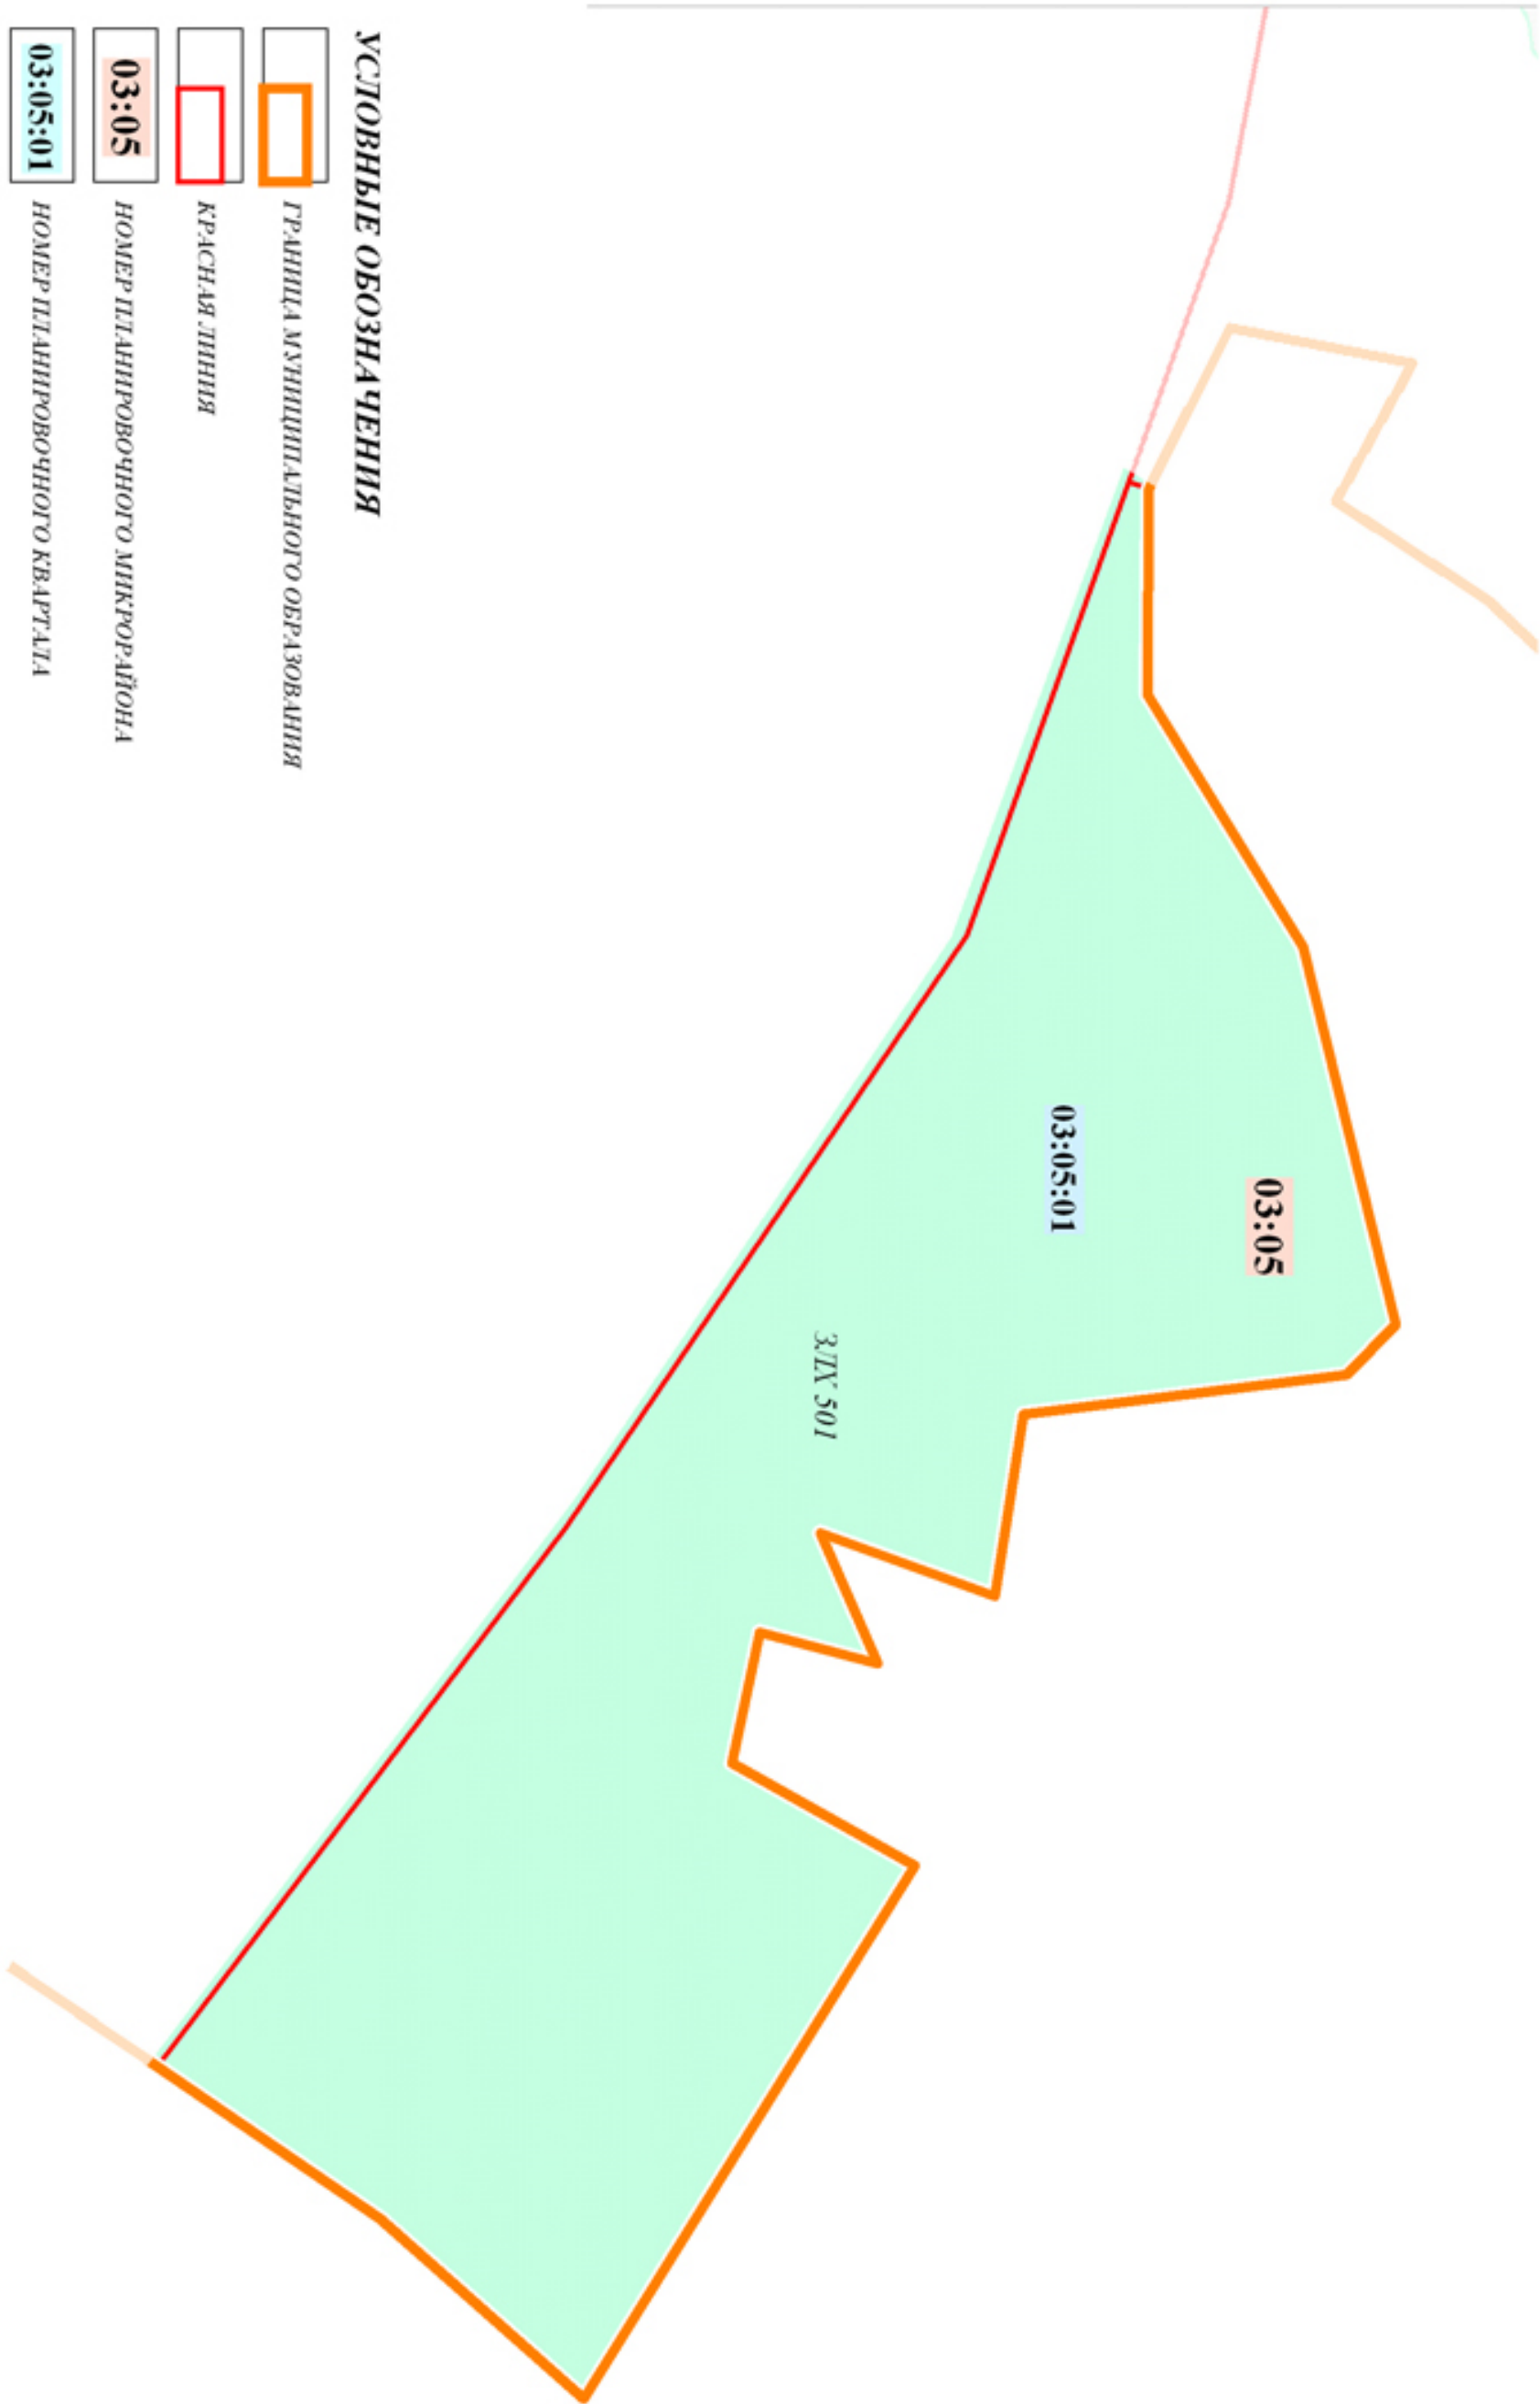 03:05
03:05:01
ЗЛХ 501
УСЛОВНЫЕ ОБОЗНАЧЕНИЯ
ГРАНИЦА МУНИЦИПАЛЬНОГО ОБРАЗОВАНИЯ
КРАСНАЯ ЛИНИЯ
03:05 НОМЕР ПЛАНИРОВОЧНОГО МИКРОРАЙОНА
03:05:01 НОМЕР ПЛАНИРОВОЧНОГО КВАРТАЛА